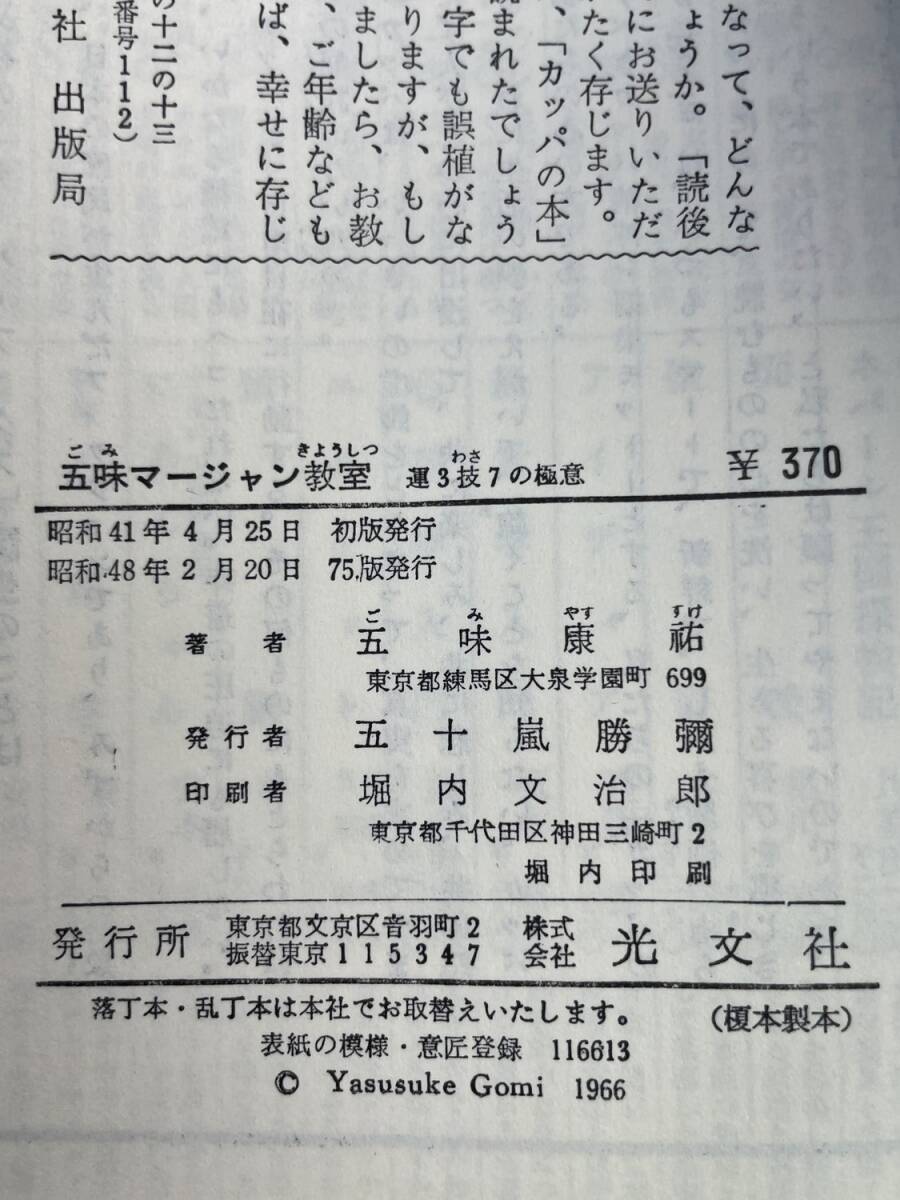 なって、どんな
ょうか。「読後
にお送りいただ
たく存じます。
、「カッパの本」
読まれたでしょう
字でも誤植がな
りますが、もし
ましたら、お教
、ご年齢なども
ば、幸せに存じ
の十二の十三
番号112)
社 出版局
ごみ きようしつ わさ
五味マージャン教室 運3技7の極意 ¥ 370
昭和41年4月25日 初版発行
昭和48年2月20日 75版発行
ご み やす すけ
著者 五味康祐
東京都練馬区大泉学園町 699
発行者 五十嵐勝彌
印刷者 堀内文治郎
東京都千代田区神田三崎町2
堀内印刷
発行所 東京都文京区音羽町2 株式会社 光文社
振替東京115347
落丁本・乱丁本は本社でお取替えいたします。 (榎本製本)
表紙の模様・意匠登録 116613
© Yasusuke Gomi 1966